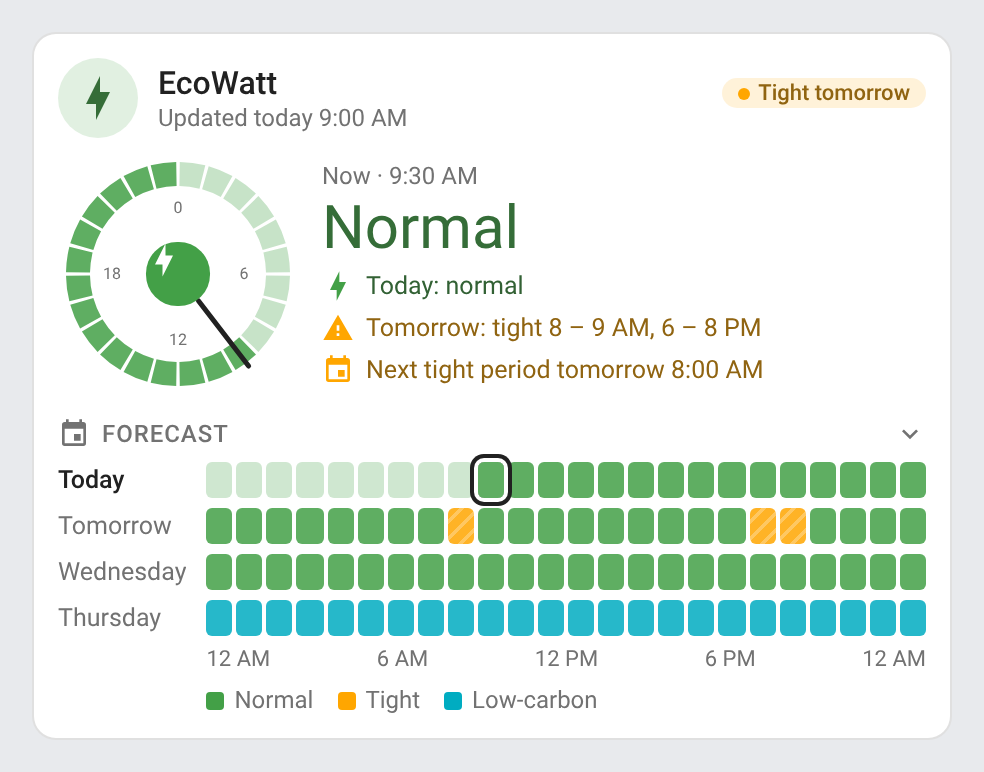 EcoWatt
Updated today 9:00 AM
Tight tomorrow
0
6
12
18
Now · 9:30 AM
Normal
Today: normal
Tomorrow: tight 8 – 9 AM, 6 – 8 PM
Next tight period tomorrow 8:00 AM
FORECAST
Today
Tomorrow
Wednesday
Thursday
12 AM 6 AM 12 PM 6 PM 12 AM
Normal Tight Low-carbon